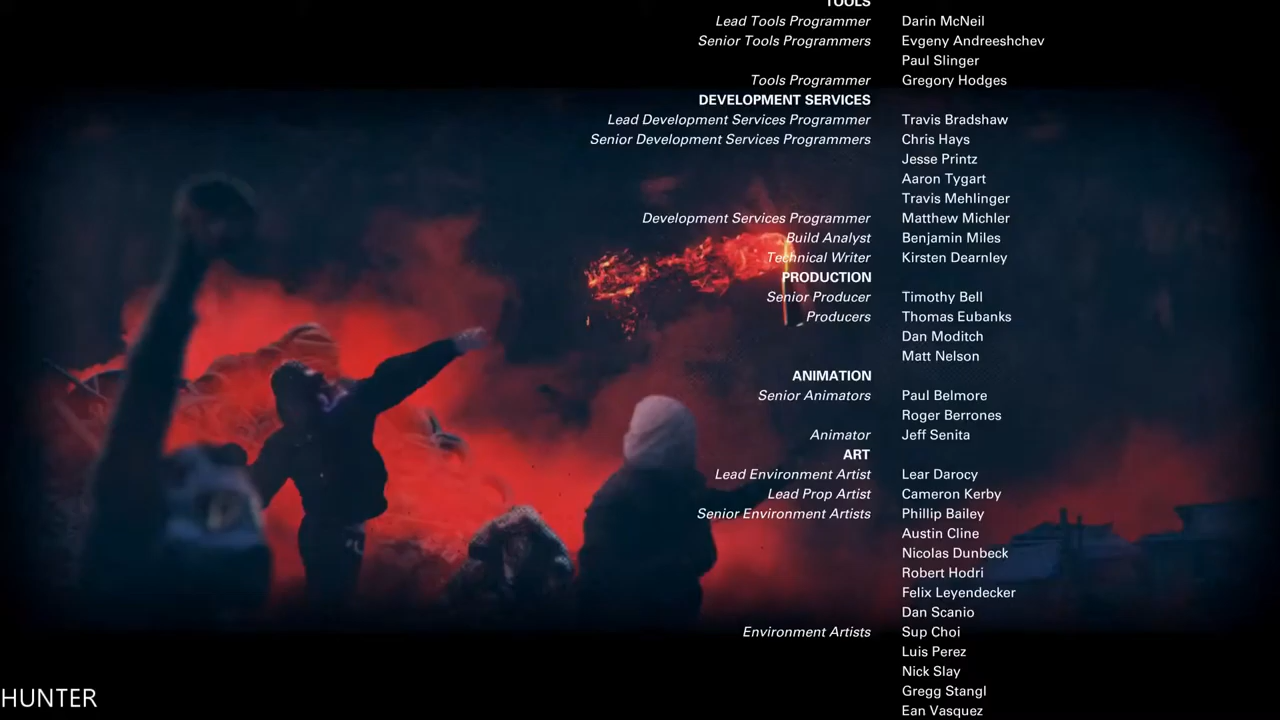 TOOLS
Lead Tools Programmer Darin McNeil
Senior Tools Programmers Evgeny Andreeshchev
Paul Slinger
Tools Programmer Gregory Hodges
DEVELOPMENT SERVICES
Lead Development Services Programmer Travis Bradshaw
Senior Development Services Programmers Chris Hays
Jesse Printz
Aaron Tygart
Travis Mehlinger
Development Services Programmer Matthew Michler
Build Analyst Benjamin Miles
Technical Writer Kirsten Dearnley
PRODUCTION
Senior Producer Timothy Bell
Producers Thomas Eubanks
Dan Moditch
Matt Nelson
ANIMATION
Senior Animators Paul Belmore
Roger Berrones
Animator Jeff Senita
ART
Lead Environment Artist Lear Darocy
Lead Prop Artist Cameron Kerby
Senior Environment Artists Phillip Bailey
Austin Cline
Nicolas Dunbeck
Robert Hodri
Felix Leyendecker
Dan Scanio
Environment Artists Sup Choi
Luis Perez
Nick Slay
Gregg Stangl
HUNTER
Ean Vasquez